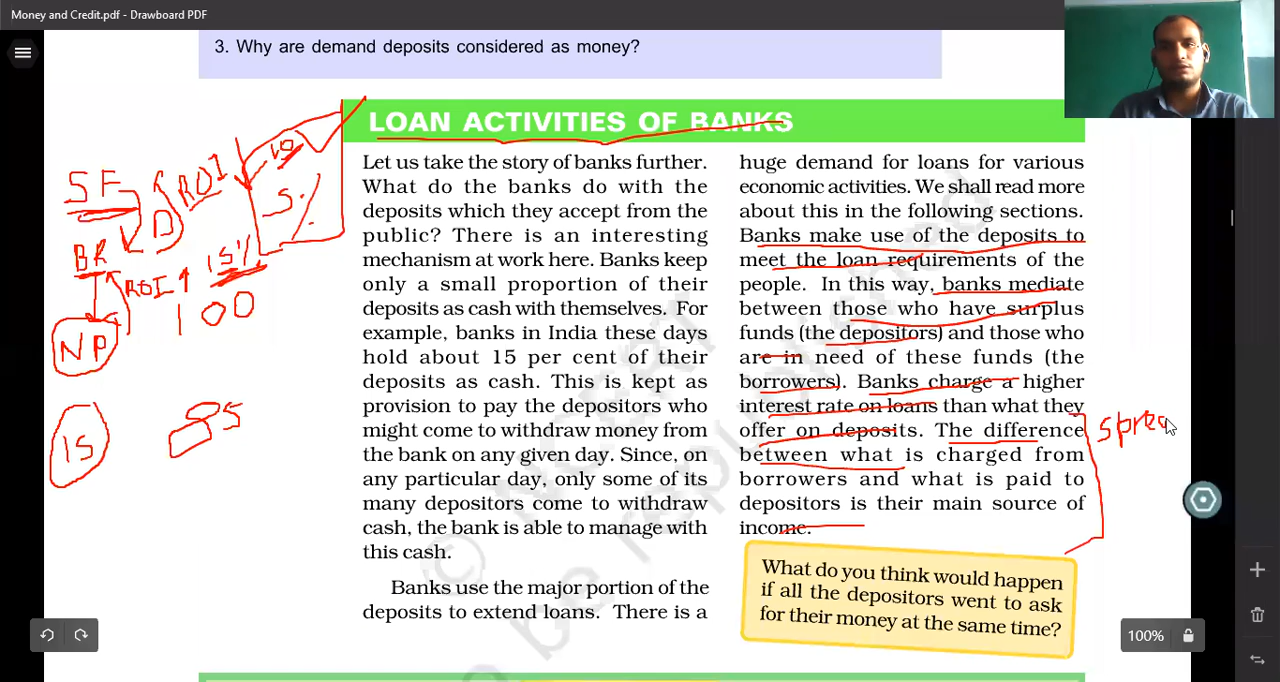 Money and Credit.pdf - Drawboard PDF
3. Why are demand deposits considered as money?
LOAN ACTIVITIES OF BANKS
Let us take the story of banks further.
What do the banks do with the
deposits which they accept from the
public? There is an interesting
mechanism at work here. Banks keep
only a small proportion of their
deposits as cash with themselves. For
example, banks in India these days
hold about 15 per cent of their
deposits as cash. This is kept as
provision to pay the depositors who
might come to withdraw money from
the bank on any given day. Since, on
any particular day, only some of its
many depositors come to withdraw
cash, the bank is able to manage with
this cash.
Banks use the major portion of the
deposits to extend loans. There is a
huge demand for loans for various
economic activities. We shall read more
about this in the following sections.
Banks make use of the deposits to
meet the loan requirements of the
people. In this way, banks mediate
between those who have surplus
funds (the depositors) and those who
are in need of these funds (the
borrowers). Banks charge a higher
interest rate on loans than what they
offer on deposits. The difference
between what is charged from
borrowers and what is paid to
depositors is their main source of
income.
What do you think would happen
if all the depositors went to ask
for their money at the same time?
SF
D
ROI
10
5%
BK
ROI
15%
100
NP
15
85
sprea
100%